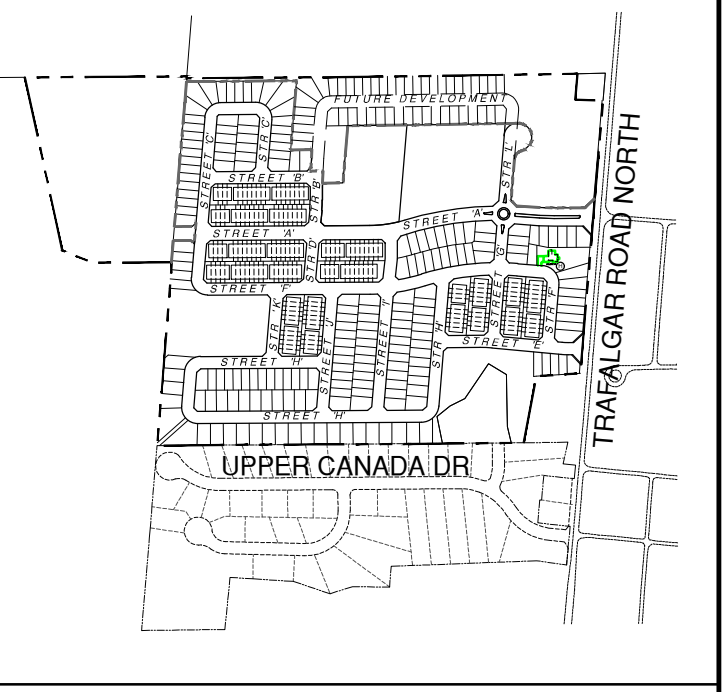 FUTURE DEVELOPMENT
STREET 'C'
STR 'C'
STREET 'B'
STR 'B'
STR 'L'
STREET 'A'
STREET 'A'
STR 'D'
STREET 'G'
STREET 'F'
STR 'F'
STR 'K'
STREET 'J'
STREET 'I'
STR 'H'
STREET 'E'
STREET 'H'
STREET 'H'
UPPER CANADA DR
TRAFALGAR ROAD NORTH